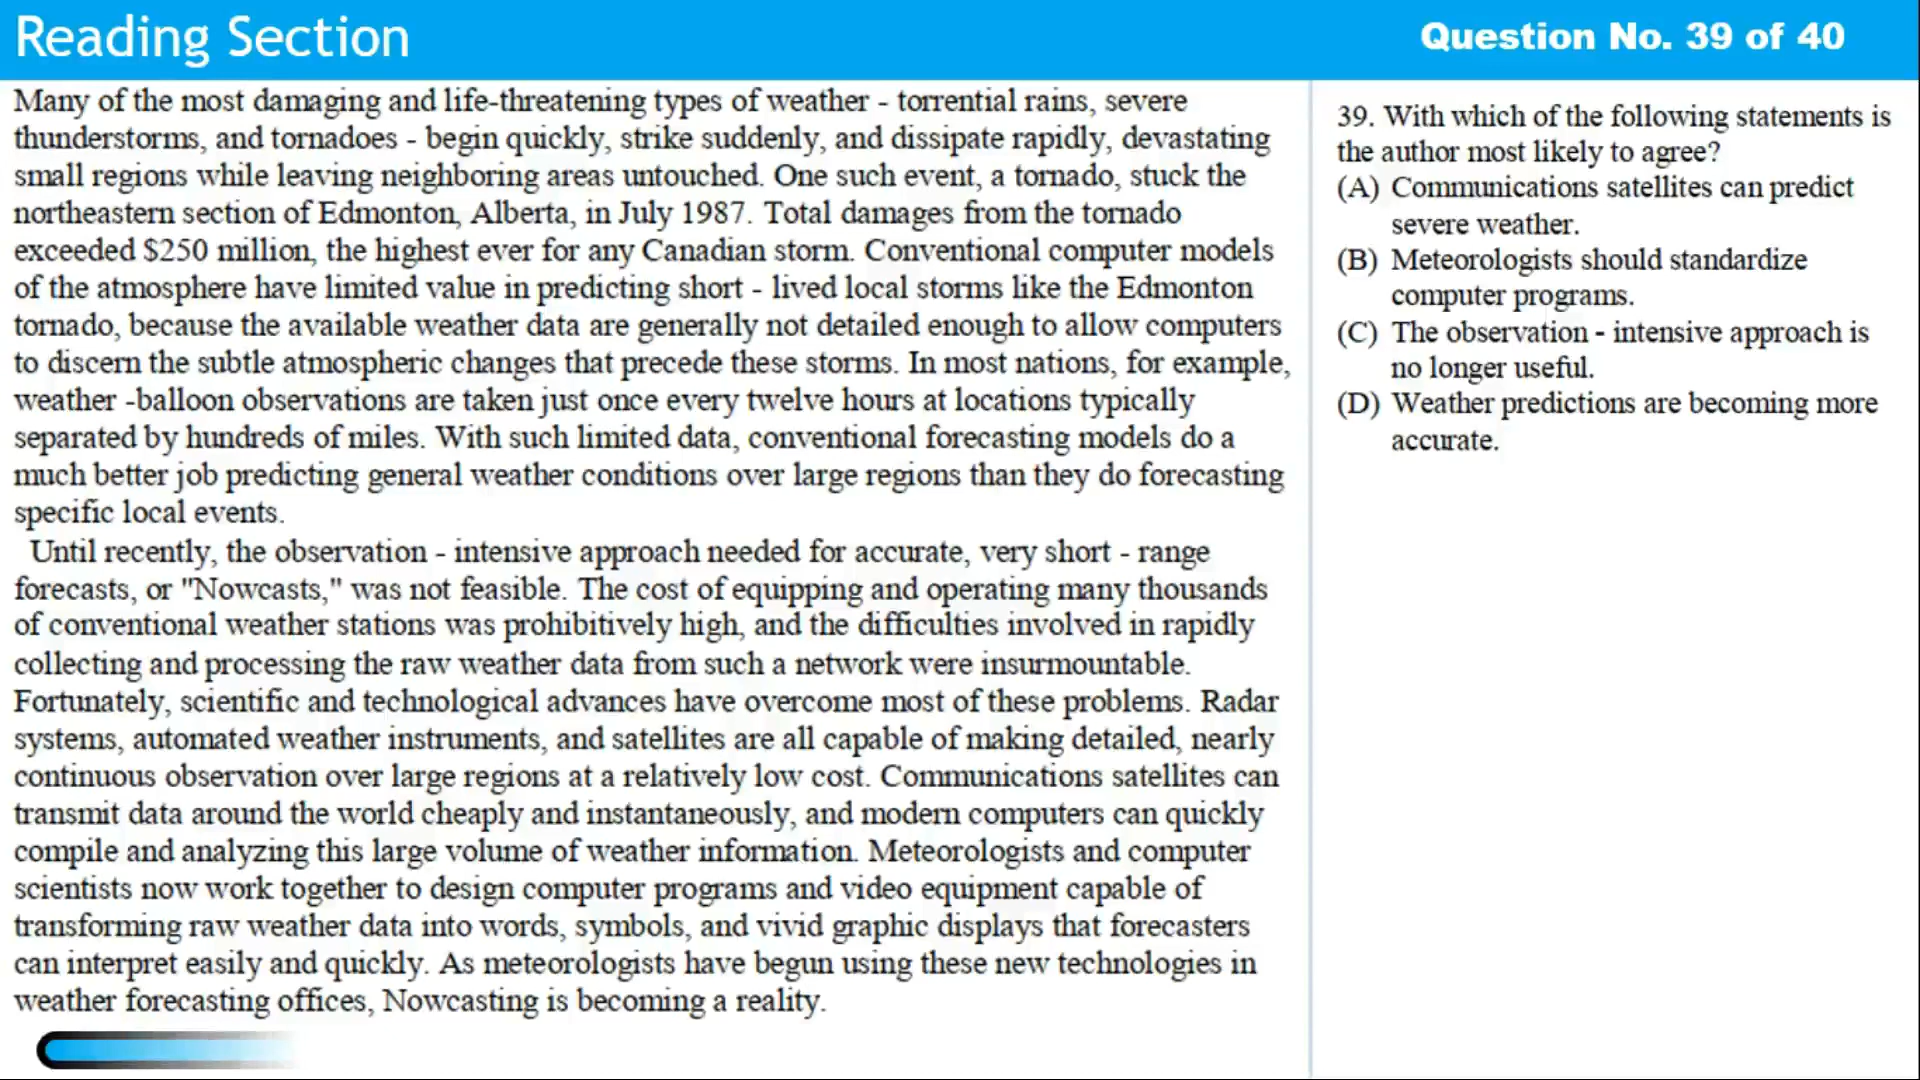 Reading Section
Question No. 39 of 40
Many of the most damaging and life-threatening types of weather - torrential rains, severe
thunderstorms, and tornadoes - begin quickly, strike suddenly, and dissipate rapidly, devastating
small regions while leaving neighboring areas untouched. One such event, a tornado, stuck the
northeastern section of Edmonton, Alberta, in July 1987. Total damages from the tornado
exceeded $250 million, the highest ever for any Canadian storm. Conventional computer models
of the atmosphere have limited value in predicting short - lived local storms like the Edmonton
tornado, because the available weather data are generally not detailed enough to allow computers
to discern the subtle atmospheric changes that precede these storms. In most nations, for example,
weather -balloon observations are taken just once every twelve hours at locations typically
separated by hundreds of miles. With such limited data, conventional forecasting models do a
much better job predicting general weather conditions over large regions than they do forecasting
specific local events.
Until recently, the observation - intensive approach needed for accurate, very short - range
forecasts, or "Nowcasts," was not feasible. The cost of equipping and operating many thousands
of conventional weather stations was prohibitively high, and the difficulties involved in rapidly
collecting and processing the raw weather data from such a network were insurmountable.
Fortunately, scientific and technological advances have overcome most of these problems. Radar
systems, automated weather instruments, and satellites are all capable of making detailed, nearly
continuous observation over large regions at a relatively low cost. Communications satellites can
transmit data around the world cheaply and instantaneously, and modern computers can quickly
compile and analyzing this large volume of weather information. Meteorologists and computer
scientists now work together to design computer programs and video equipment capable of
transforming raw weather data into words, symbols, and vivid graphic displays that forecasters
can interpret easily and quickly. As meteorologists have begun using these new technologies in
weather forecasting offices, Nowcasting is becoming a reality.
39. With which of the following statements is
the author most likely to agree?
(A) Communications satellites can predict
severe weather.
(B) Meteorologists should standardize
computer programs.
(C) The observation - intensive approach is
no longer useful.
(D) Weather predictions are becoming more
accurate.